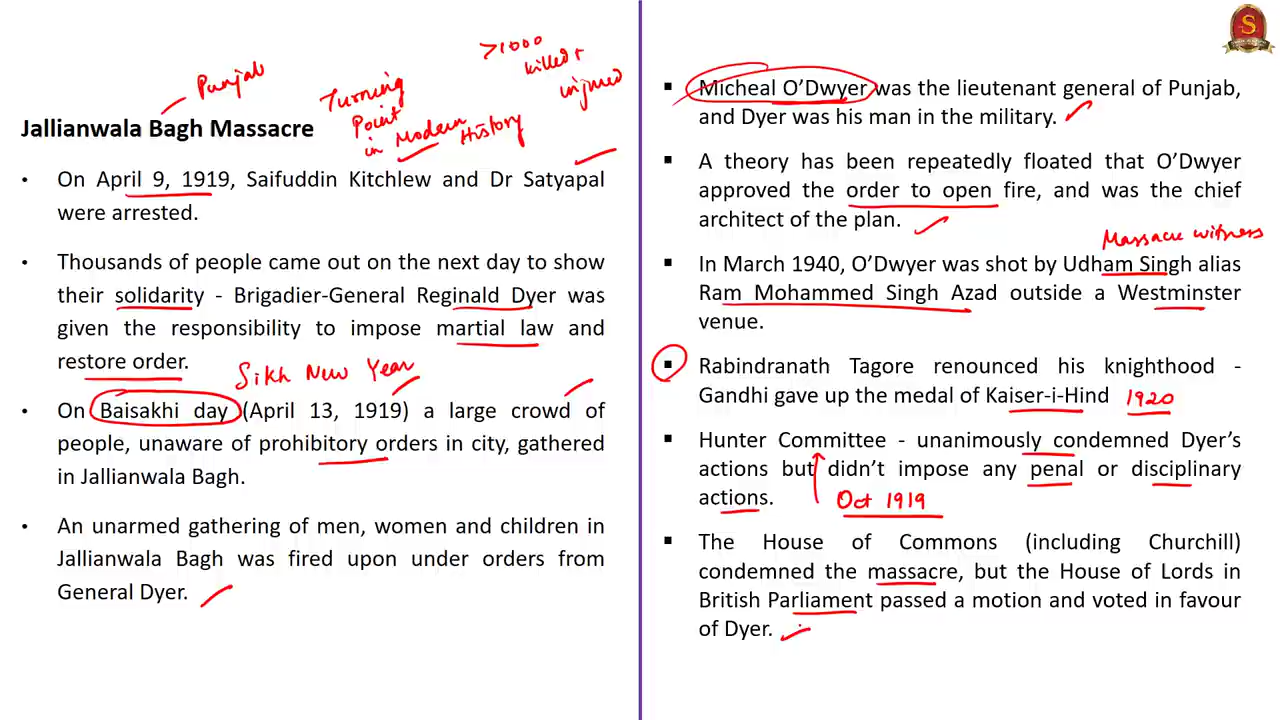 Punjab
Turning
Point
in Modern
History
>1000
killed +
injured
Jallianwala Bagh Massacre
• On April 9, 1919, Saifuddin Kitchlew and Dr Satyapal
were arrested.
• Thousands of people came out on the next day to show
their solidarity - Brigadier-General Reginald Dyer was
given the responsibility to impose martial law and
restore order.
Sikh New Year
• On Baisakhi day (April 13, 1919) a large crowd of
people, unaware of prohibitory orders in city, gathered
in Jallianwala Bagh.
• An unarmed gathering of men, women and children in
Jallianwala Bagh was fired upon under orders from
General Dyer.
S
▪ Micheal O’Dwyer was the lieutenant general of Punjab,
and Dyer was his man in the military.
▪ A theory has been repeatedly floated that O’Dwyer
approved the order to open fire, and was the chief
architect of the plan.
Massacre witness
▪ In March 1940, O’Dwyer was shot by Udham Singh alias
Ram Mohammed Singh Azad outside a Westminster
venue.
▪ Rabindranath Tagore renounced his knighthood -
Gandhi gave up the medal of Kaiser-i-Hind 1920
▪ Hunter Committee - unanimously condemned Dyer’s
actions but didn’t impose any penal or disciplinary
actions. Oct 1919
▪ The House of Commons (including Churchill)
condemned the massacre, but the House of Lords in
British Parliament passed a motion and voted in favour
of Dyer.